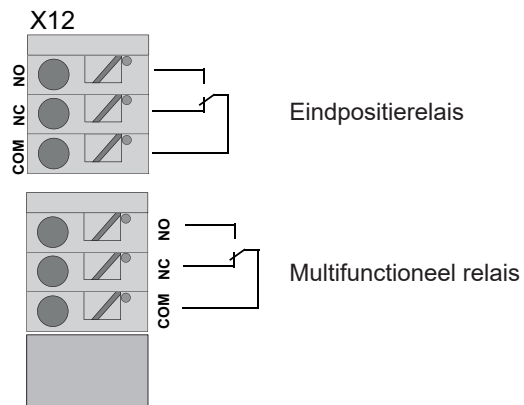 X12
NO
NC
COM
Eindpositierelais
NO
NC
COM
Multifunctioneel relais